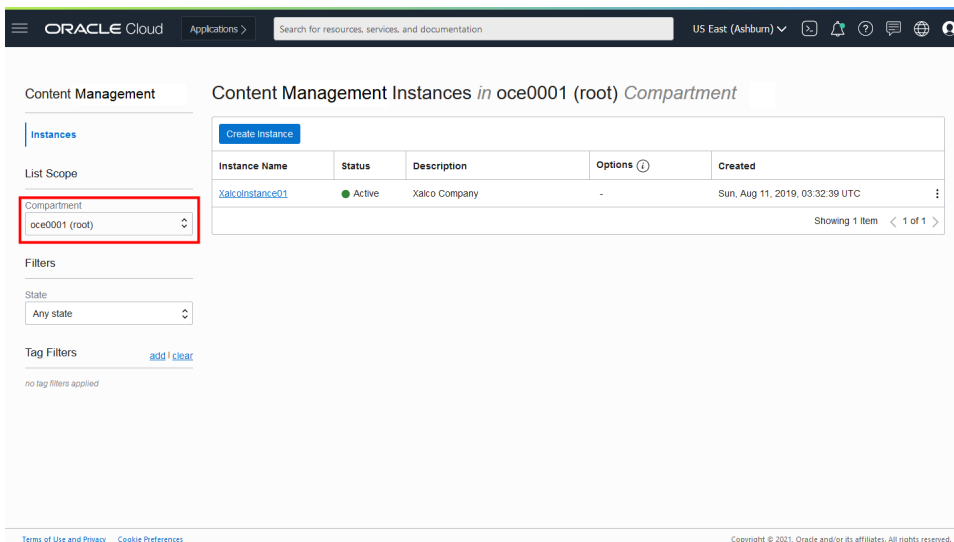 ORACLE Cloud
Applications >
Search for resources, services, and documentation
US East (Ashburn)
Content Management
Instances
List Scope
Compartment
oce0001 (root)
Filters
State
Any state
Tag Filters
add | clear
no tag filters applied
Content Management Instances in oce0001 (root) Compartment
Create Instance
Instance Name Status Description Options i Created
XalcoInstance01 Active Xalco Company - Sun, Aug 11, 2019, 03:32:39 UTC
Showing 1 Item < 1 of 1 >
Terms of Use and Privacy Cookie Preferences
Copyright © 2021, Oracle and/or its affiliates. All rights reserved.